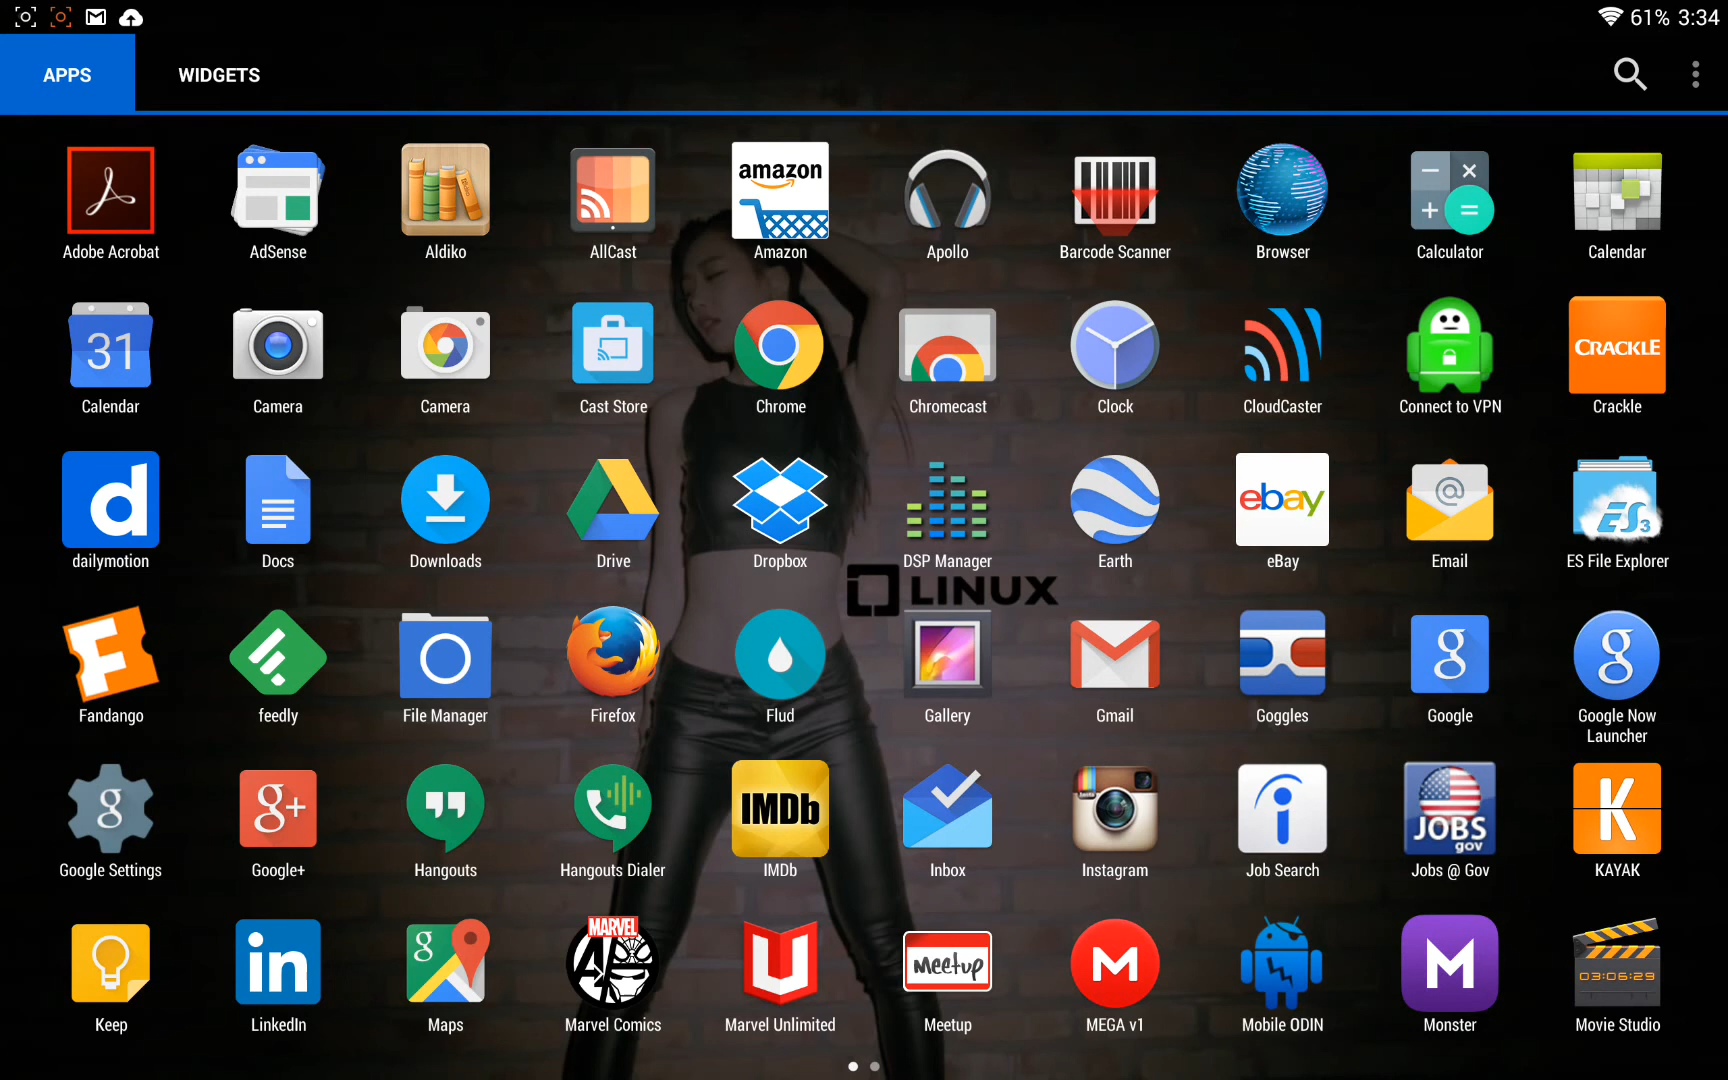 61% 3:34
APPS WIDGETS
amazon
Adobe Acrobat AdSense Aldiko AllCast Amazon Apollo Barcode Scanner Browser Calculator Calendar
31 CRACKLE
Calendar Camera Camera Cast Store Chrome Chromecast Clock CloudCaster Connect to VPN Crackle
d ebay @ ES 3
dailymotion Docs Downloads Drive Dropbox DSP Manager Earth eBay Email ES File Explorer
LINUX
F g g
Fandango feedly File Manager Firefox Flud Gallery Gmail Goggles Google Google Now
Launcher
g g+ IMDb Insta i JOBS gov K
Google Settings Google+ Hangouts Hangouts Dialer IMDb Inbox Instagram Job Search Jobs @ Gov KAYAK
in g MARVEL Meetup M M 03:06:29
Keep LinkedIn Maps Marvel Comics Marvel Unlimited Meetup MEGA v1 Mobile ODIN Monster Movie Studio